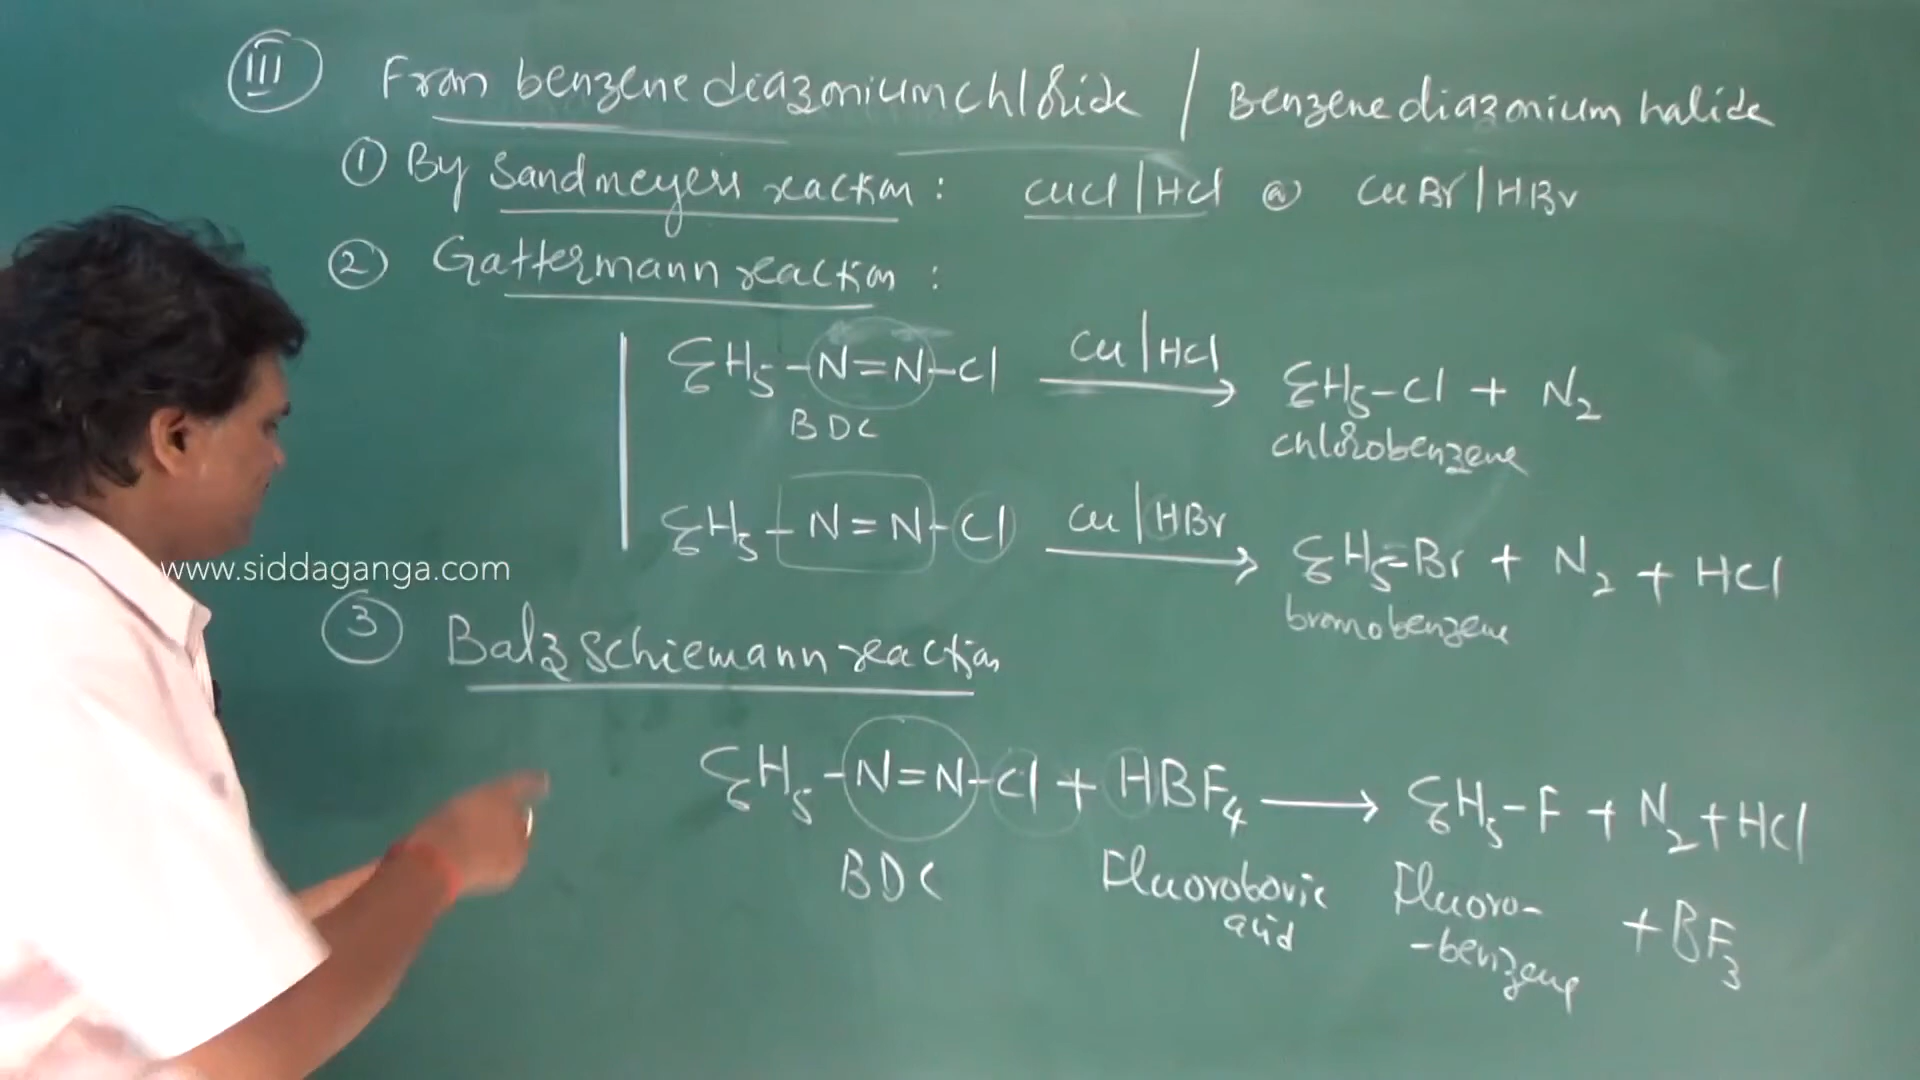 III From benzene diazonium chloride / Benzene diazonium halide
① By Sandmeyers reaction : CuCl | HCl or CuBr | HBr
② Gattermann reaction :
C₆H₅-N=N-Cl Cu | HCl → C₆H₅-Cl + N₂
BDC chlorobenzene
C₆H₅-N=N-Cl Cu | HBr → C₆H₅-Br + N₂ + HCl
bromobenzene
www.siddaganga.com
③ Balz schiemann reaction
C₆H₅-N=N-Cl + HBF₄ → C₆H₅-F + N₂ + HCl
BDC Fluoroboric acid Fluoro-
-benzene + BF₃